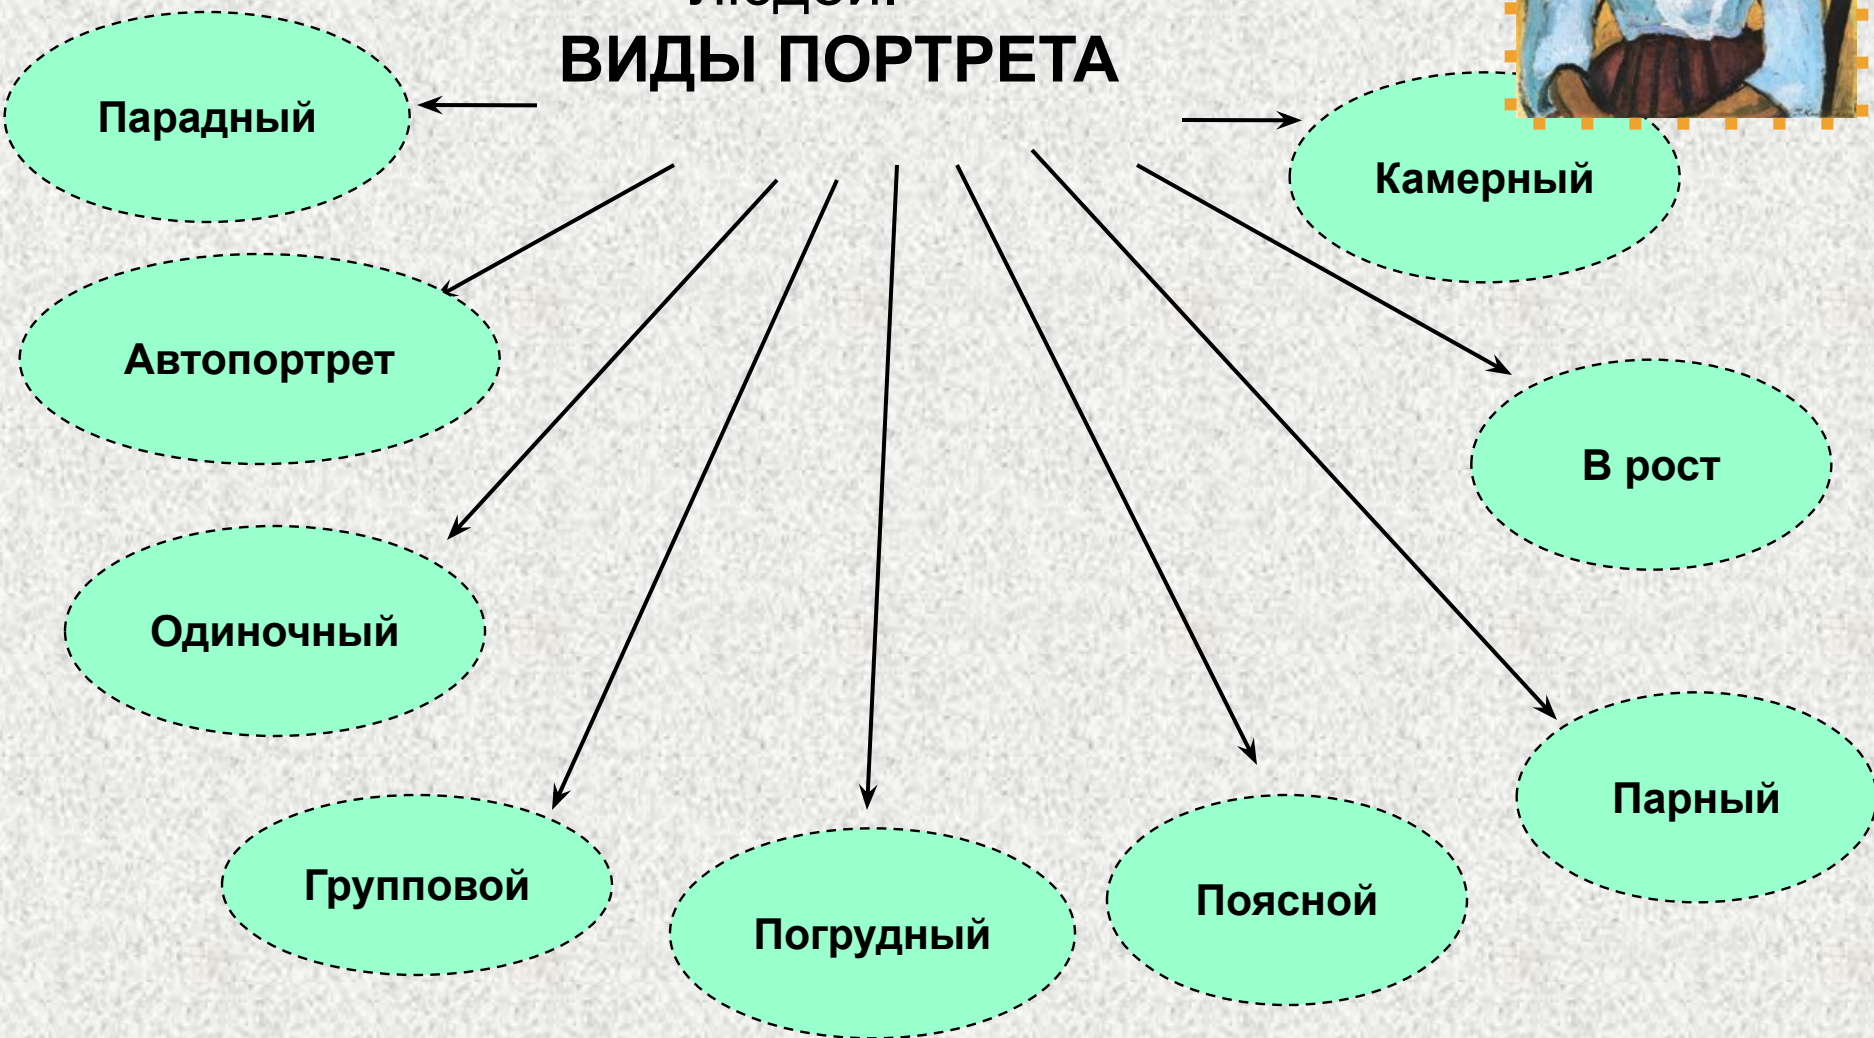 ВИДЫ ПОРТРЕТА
Парадный
Камерный
Автопортрет
В рост
Одиночный
Парный
Групповой
Поясной
Погрудный